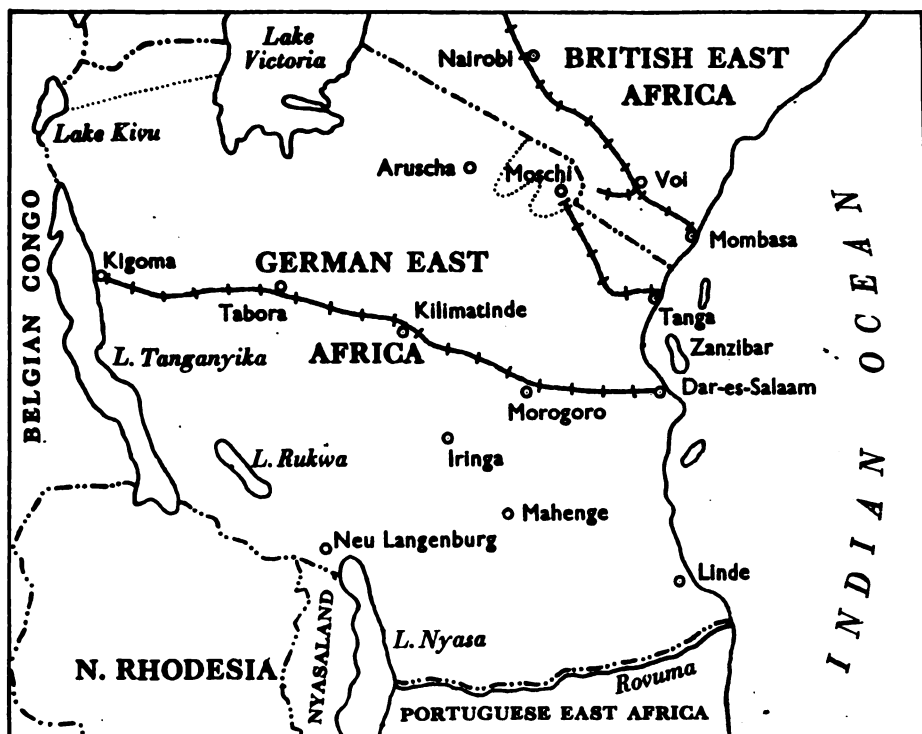 Lake
Victoria
Nairobi
BRITISH EAST
AFRICA
Lake Kivu
Aruscha
Moschi
Voi
Mombasa
BELGIAN CONGO
Kigoma
GERMAN EAST
AFRICA
Tabora
Kilimatinde
Tanga
Zanzibar
L. Tanganyika
Dar-es-Salaam
Morogoro
INDIAN OCEAN
L. Rukwa
Iringa
Mahenge
Neu Langenburg
Linde
NYASALAND
L. Nyasa
N. RHODESIA
Rovuma
PORTUGUESE EAST AFRICA